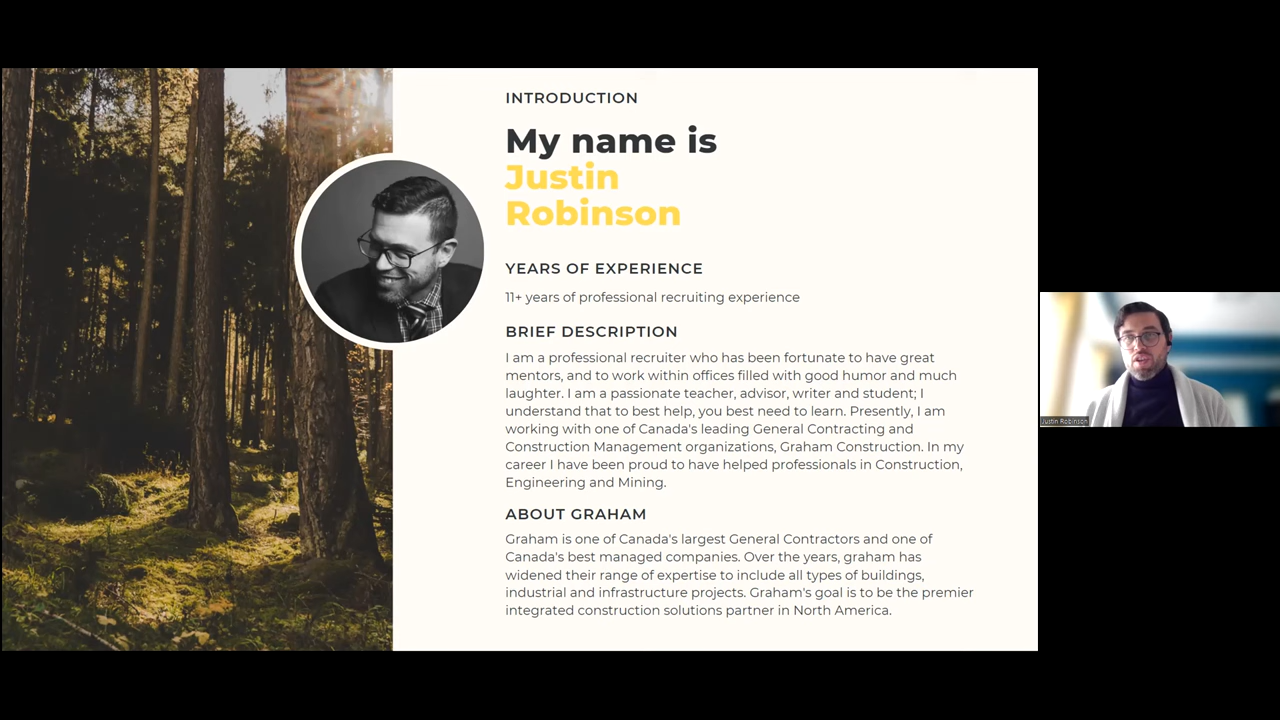 INTRODUCTION
My name is
Justin
Robinson
YEARS OF EXPERIENCE
11+ years of professional recruiting experience
BRIEF DESCRIPTION
I am a professional recruiter who has been fortunate to have great
mentors, and to work within offices filled with good humor and much
laughter. I am a passionate teacher, advisor, writer and student; I
understand that to best help, you best need to learn. Presently, I am
working with one of Canada's leading General Contracting and
Construction Management organizations, Graham Construction. In my
career I have been proud to have helped professionals in Construction,
Engineering and Mining.
ABOUT GRAHAM
Graham is one of Canada's largest General Contractors and one of
Canada's best managed companies. Over the years, graham has
widened their range of expertise to include all types of buildings,
industrial and infrastructure projects. Graham's goal is to be the premier
integrated construction solutions partner in North America.
Justin Robinson